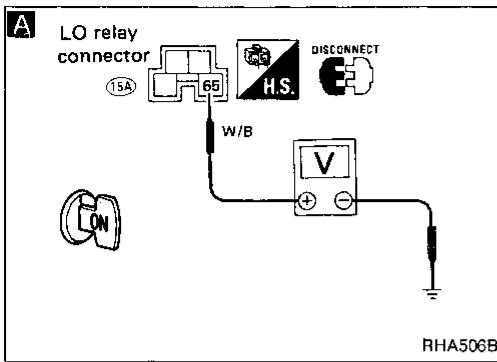 A
LO relay
connector
15A
65
H.S.
DISCONNECT
W/B
V
+ −
ON
RHA506B